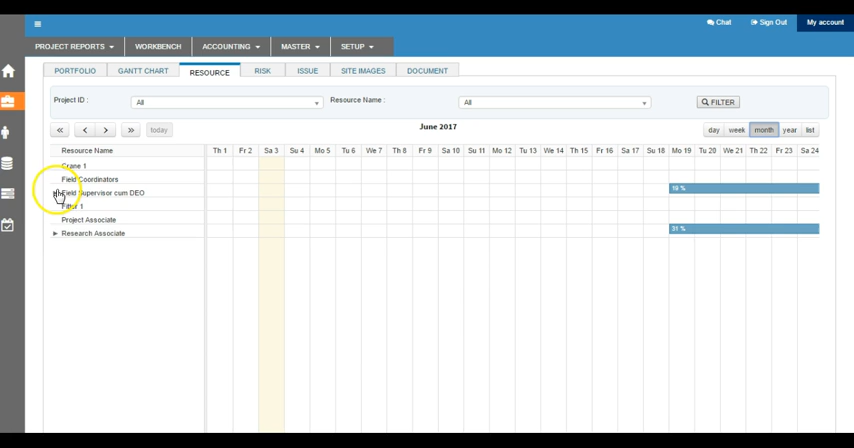 Chat Sign Out My account
PROJECT REPORTS WORKBENCH ACCOUNTING MASTER SETUP
PORTFOLIO GANTT CHART RESOURCE RISK ISSUE SITE IMAGES DOCUMENT
Project ID : All Resource Name : All FILTER
today June 2017 day week month year list
Resource Name Th 1 Fr 2 Sa 3 Su 4 Mo 5 Tu 6 We 7 Th 8 Fr 9 Sa 10 Su 11 Mo 12 Tu 13 We 14 Th 15 Fr 16 Sa 17 Su 18 Mo 19 Tu 20 We 21 Th 22 Fr 23 Sa 24
Crane 1
Field Coordinators
Field Supervisor cum DEO 19 %
Fitter 1
Project Associate
Research Associate 31 %